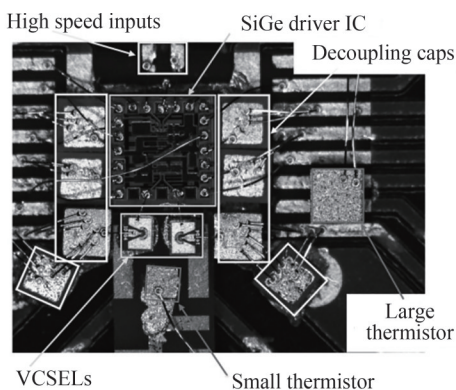 High speed inputs
SiGe driver IC
Decoupling caps
Large
thermistor
VCSELs
Small thermistor